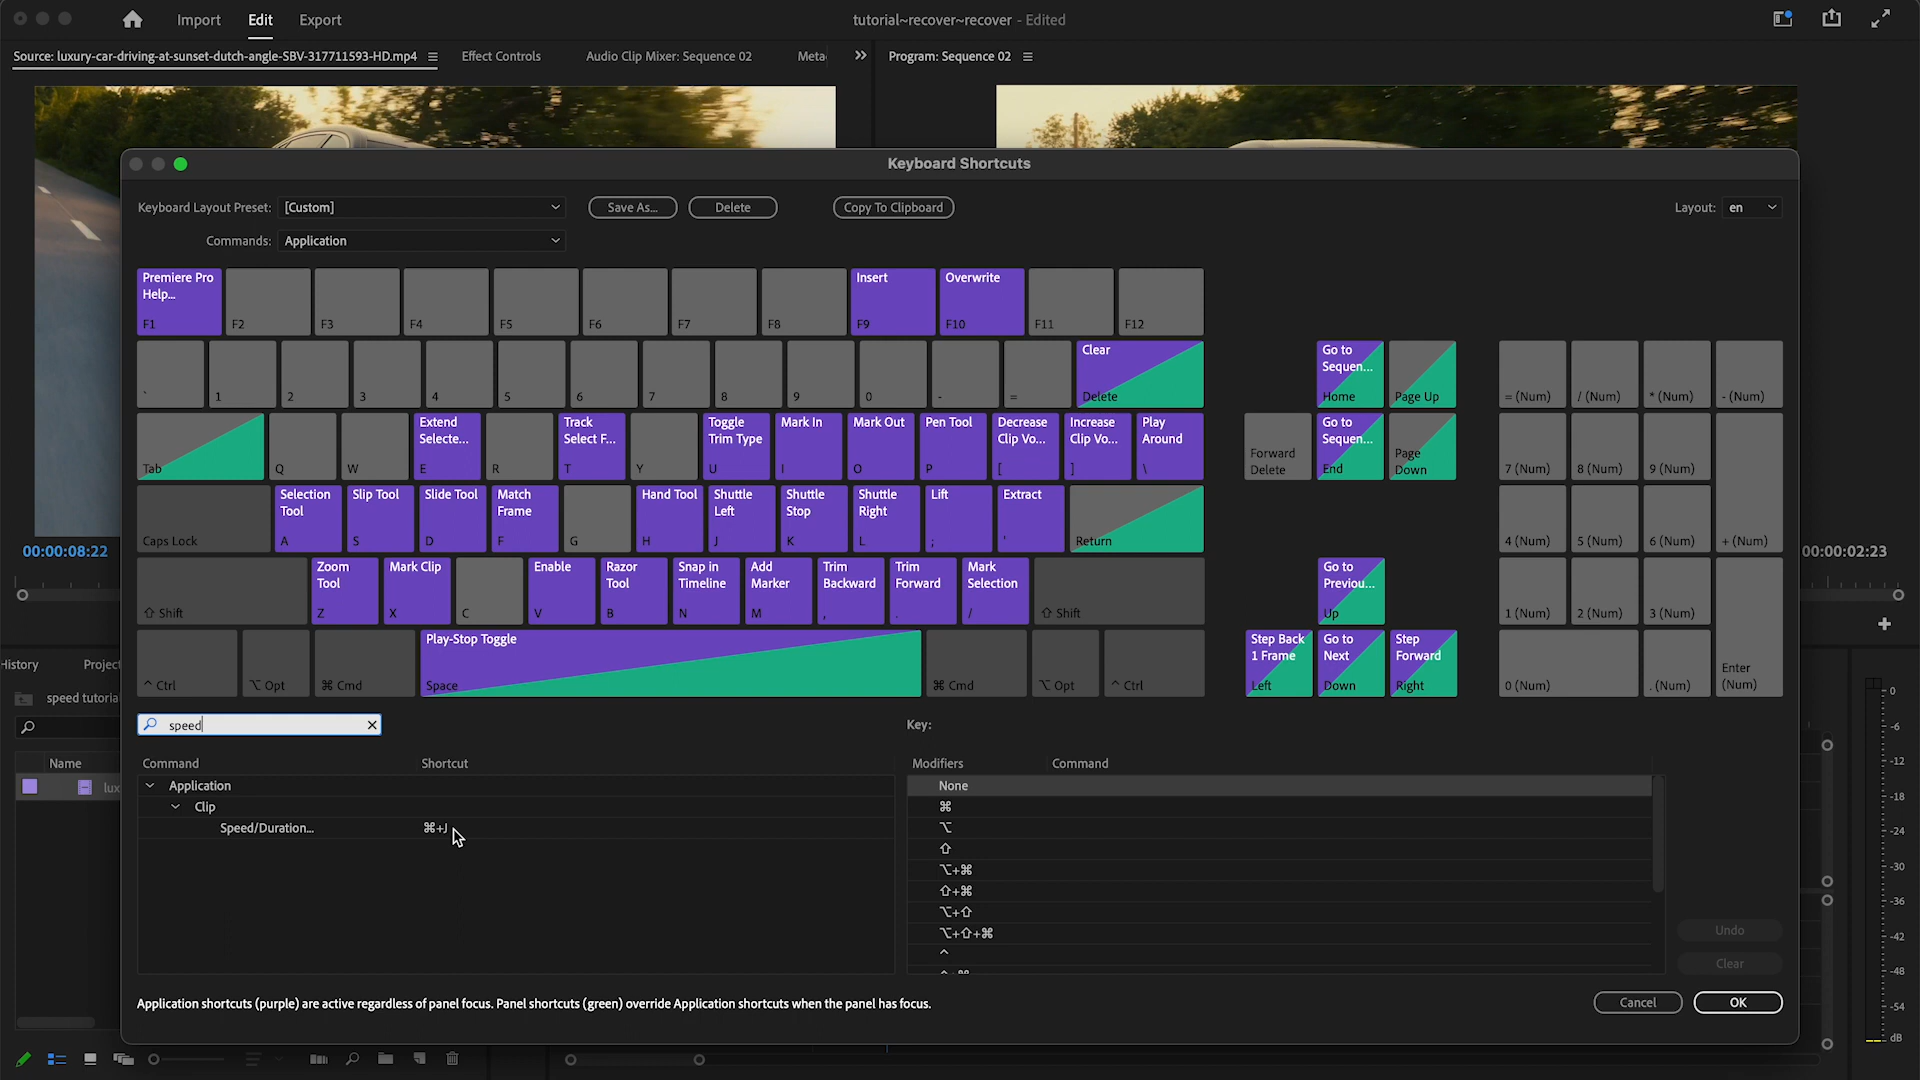 Import Edit Export tutorial~recover~recover - Edited
Source: luxury-car-driving-at-sunset-dutch-angle-SBV-317711593-HD.mp4 Effect Controls Audio Clip Mixer: Sequence 02 Meta Program: Sequence 02
Keyboard Shortcuts
Keyboard Layout Preset: [Custom] Save As... Delete Copy To Clipboard Layout: en
Commands: Application
Premiere Pro Help... F1 F2 F3 F4 F5 F6 F7 F8 Insert F9 Overwrite F10 F11 F12
` 1 2 3 4 5 6 7 8 9 0 - = Clear Delete Go to Sequen... Home Page Up = (Num) / (Num) * (Num) - (Num)
Tab Q W Extend Selecte... E R Track Select F... T Y Toggle Trim Type U Mark In I Mark Out O Pen Tool P Decrease Clip Vo... [ Increase Clip Vo... ] Play Around \ Forward Delete Go to Sequen... End Page Down 7 (Num) 8 (Num) 9 (Num)
Caps Lock Selection Tool A Slip Tool S Slide Tool D Match Frame F G Hand Tool H Shuttle Left J Shuttle Stop K Shuttle Right L Lift ; Extract ' Return 4 (Num) 5 (Num) 6 (Num) + (Num)
00:00:08:22 00:00:02:23
⇧ Shift Zoom Tool Z Mark Clip X C Enable V Razor Tool B Snap in Timeline N Add Marker M Trim Backward , Trim Forward . Mark Selection / ⇧ Shift Go to Previou... Up 1 (Num) 2 (Num) 3 (Num)
^ Ctrl ⌥ Opt ⌘ Cmd Play-Stop Toggle Space ⌘ Cmd ⌥ Opt ^ Ctrl Step Back 1 Frame Left Go to Next Down Step Forward Right 0 (Num) . (Num) Enter (Num)
History Project
speed tutorial
speed Key:
Name Command Shortcut Modifiers Command
lux
Application None
Clip ⌘
Speed/Duration... ⌘+J ⌥
⇧
⌥+⌘
⇧+⌘
⌥+⇧
⌥+⇧+⌘
^
^+⌘
Undo
Clear
Application shortcuts (purple) are active regardless of panel focus. Panel shortcuts (green) override Application shortcuts when the panel has focus. Cancel OK
0
-6
-12
-18
-24
-30
-36
-42
-48
-54
dB